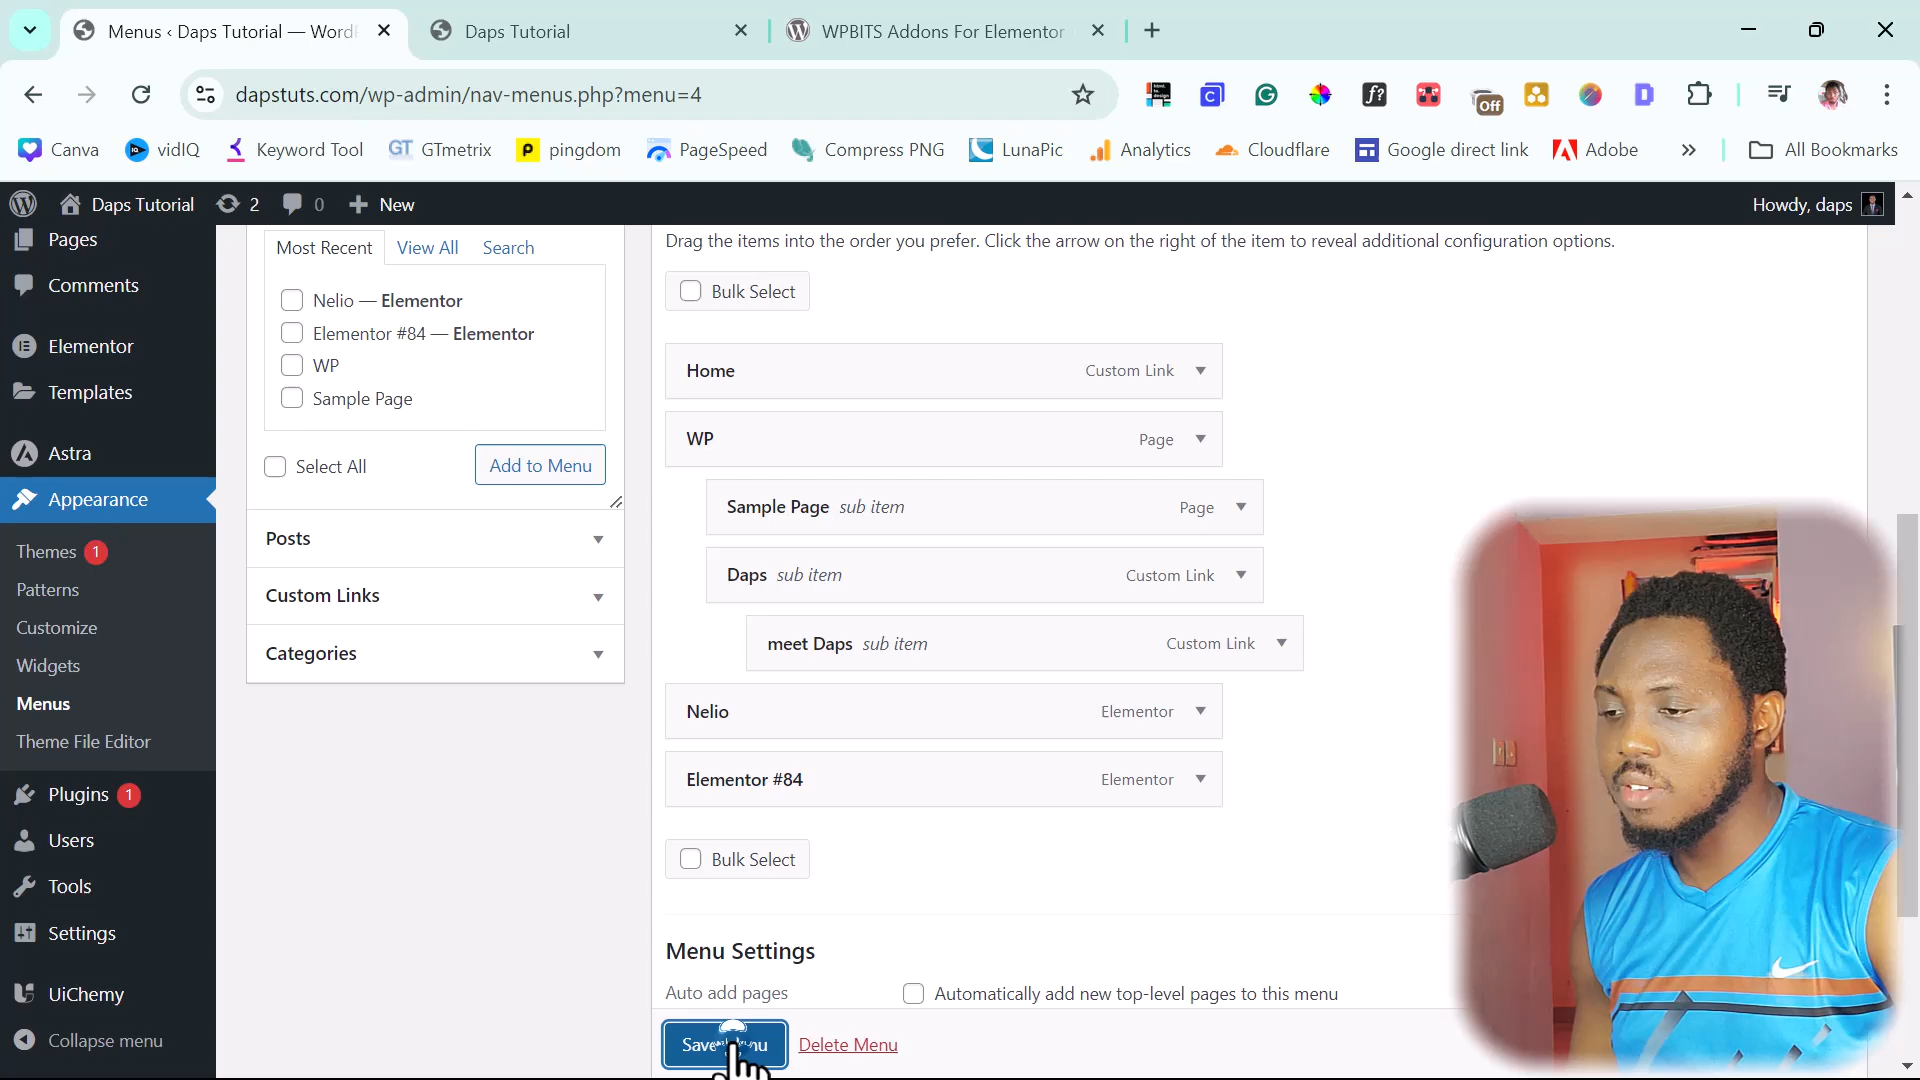 Menus ‹ Daps Tutorial — WordP
Daps Tutorial
WPBITS Addons For Elementor
dapstuts.com/wp-admin/nav-menus.php?menu=4
Off
Canva
vidIQ
Keyword Tool
GT GTmetrix
p pingdom
PageSpeed
Compress PNG
LunaPic
Analytics
Cloudflare
Google direct link
Adobe
»
All Bookmarks
Daps Tutorial
2
0
+ New
Howdy, daps
Pages
Comments
Elementor
Templates
Astra
Appearance
Themes 1
Patterns
Customize
Widgets
Menus
Theme File Editor
Plugins 1
Users
Tools
Settings
UiChemy
Collapse menu
Most Recent View All Search
Nelio — Elementor
Elementor #84 — Elementor
WP
Sample Page
Select All
Add to Menu
Posts
Custom Links
Categories
Drag the items into the order you prefer. Click the arrow on the right of the item to reveal additional configuration options.
Bulk Select
Home Custom Link
WP Page
Sample Page sub item Page
Daps sub item Custom Link
meet Daps sub item Custom Link
Nelio Elementor
Elementor #84 Elementor
Bulk Select
Menu Settings
Auto add pages
Automatically add new top-level pages to this menu
Save Menu
Delete Menu